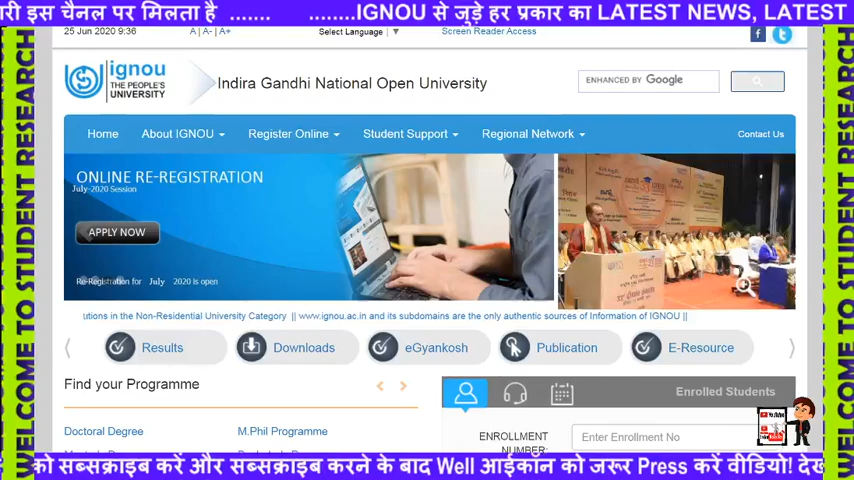 री इस चैनल पर मिलता है ....... ........IGNOU से जुड़े हर प्रकार का LATEST NEWS, LATEST
25 Jun 2020 9:36 A | A- | A+ Select Language ▼ Screen Reader Access
ignou
THE PEOPLE'S
UNIVERSITY
Indira Gandhi National Open University
ENHANCED BY Google
Home About IGNOU Register Online Student Support Regional Network Contact Us
ONLINE RE-REGISTRATION
July-2020 Session
APPLY NOW
Re-Registration for July 2020 is open
utions in the Non-Residential University Category || www.ignou.ac.in and its subdomains are the only authentic sources of Information of IGNOU ||
Results Downloads eGyankosh Publication E-Resource
Find your Programme
Enrolled Students
Doctoral Degree M.Phil Programme
ENROLLMENT
NUMBER:
Enter Enrollment No
WELCOME TO STUDENT RESEARCH
WELCOME TO STUDENT RESEARCH
को सब्सक्राइब करें और सब्सक्राइब करने के बाद Well आईकॉन को जरूर Press करें वीडियो! देख